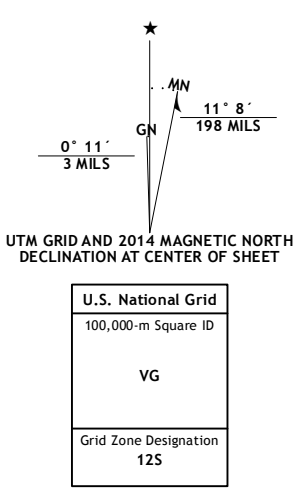 ★
MN
11° 8´
198 MILS
GN
0° 11´
3 MILS
UTM GRID AND 2014 MAGNETIC NORTH
DECLINATION AT CENTER OF SHEET
U.S. National Grid
100,000-m Square ID
VG
Grid Zone Designation
12S